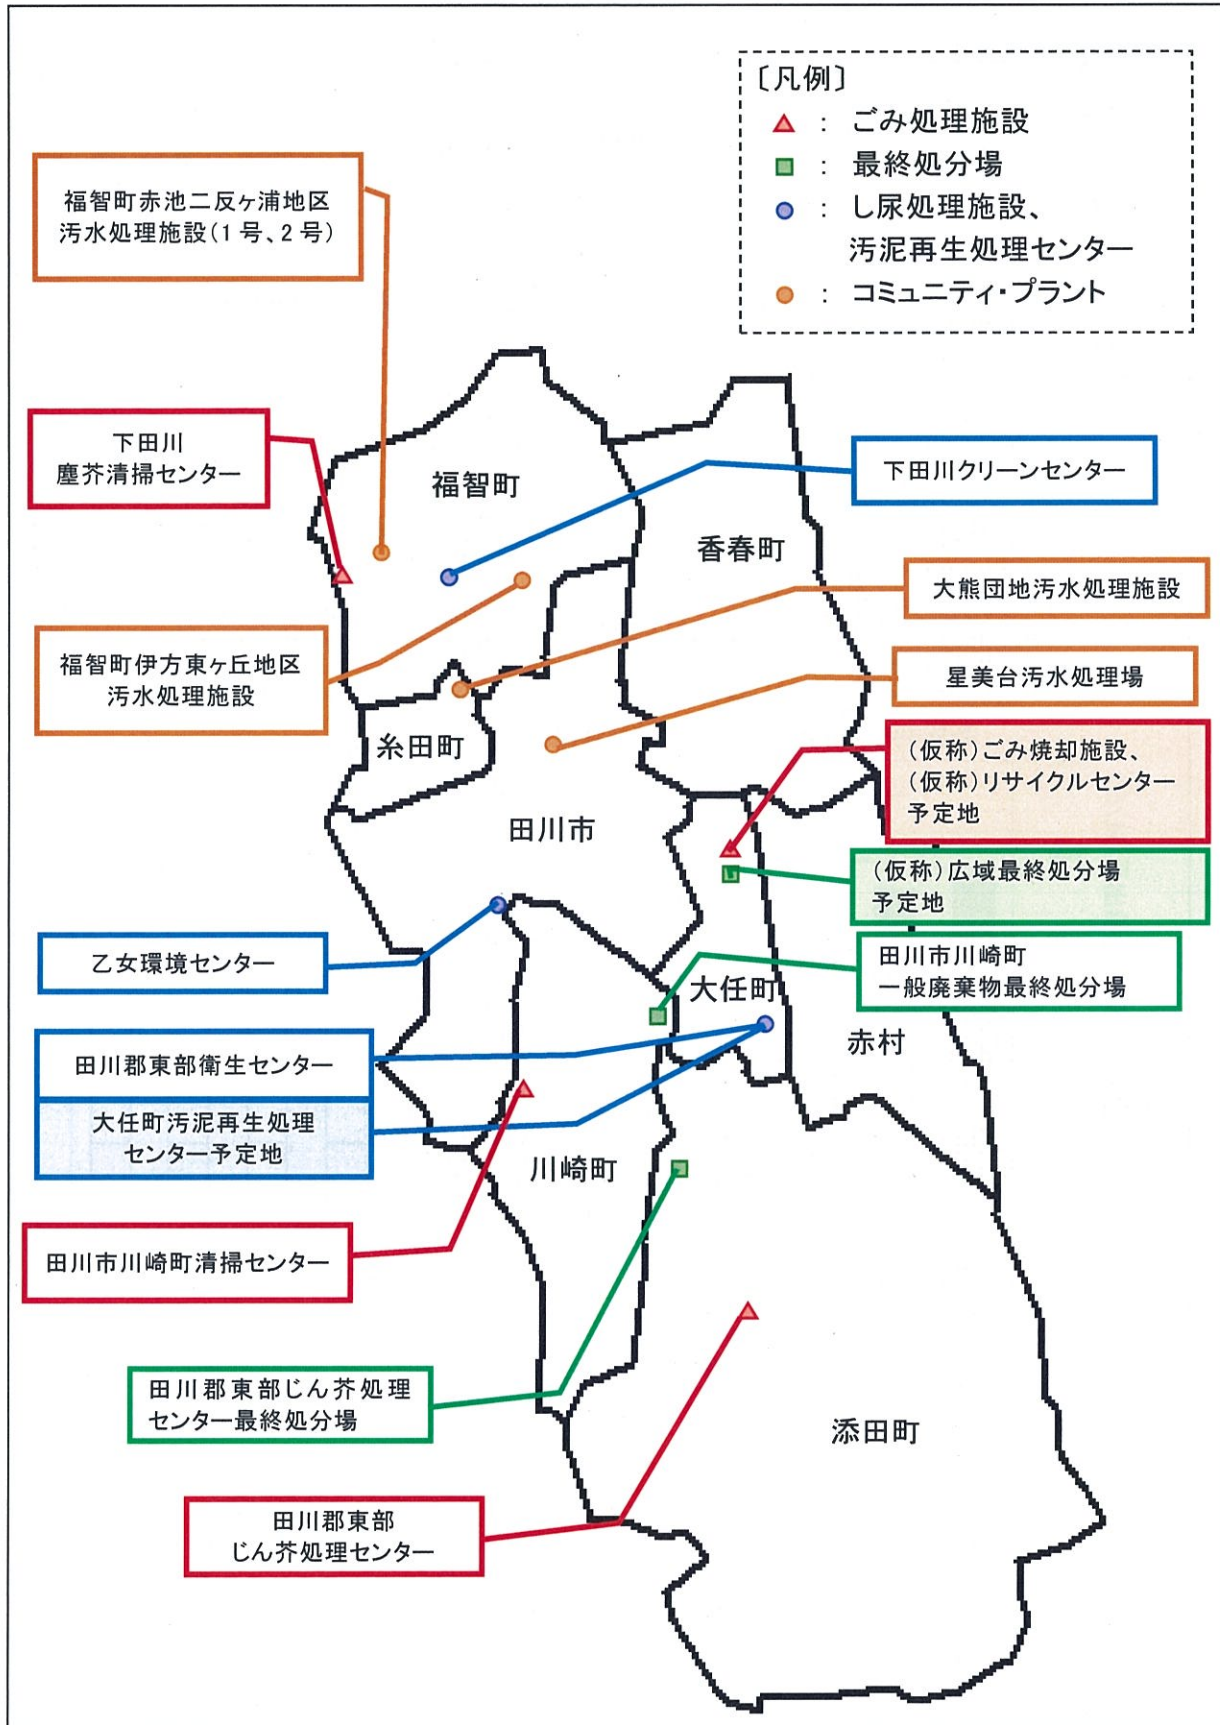 〔凡例〕
： ごみ処理施設
： 最終処分場
： し尿処理施設、
汚泥再生処理センター
： コミュニティ・プラント
福智町赤池二反ヶ浦地区
汚水処理施設(1号、2号)
下田川
塵芥清掃センター
福智町
下田川クリーンセンター
香春町
大熊団地汚水処理施設
福智町伊方東ヶ丘地区
汚水処理施設
星美台汚水処理場
糸田町
(仮称)ごみ焼却施設、
(仮称)リサイクルセンター
予定地
田川市
(仮称)広域最終処分場
予定地
乙女環境センター
田川市川崎町
一般廃棄物最終処分場
大任町
赤村
田川郡東部衛生センター
大任町汚泥再生処理
センター予定地
川崎町
田川市川崎町清掃センター
田川郡東部じん芥処理
センター最終処分場
添田町
田川郡東部
じん芥処理センター